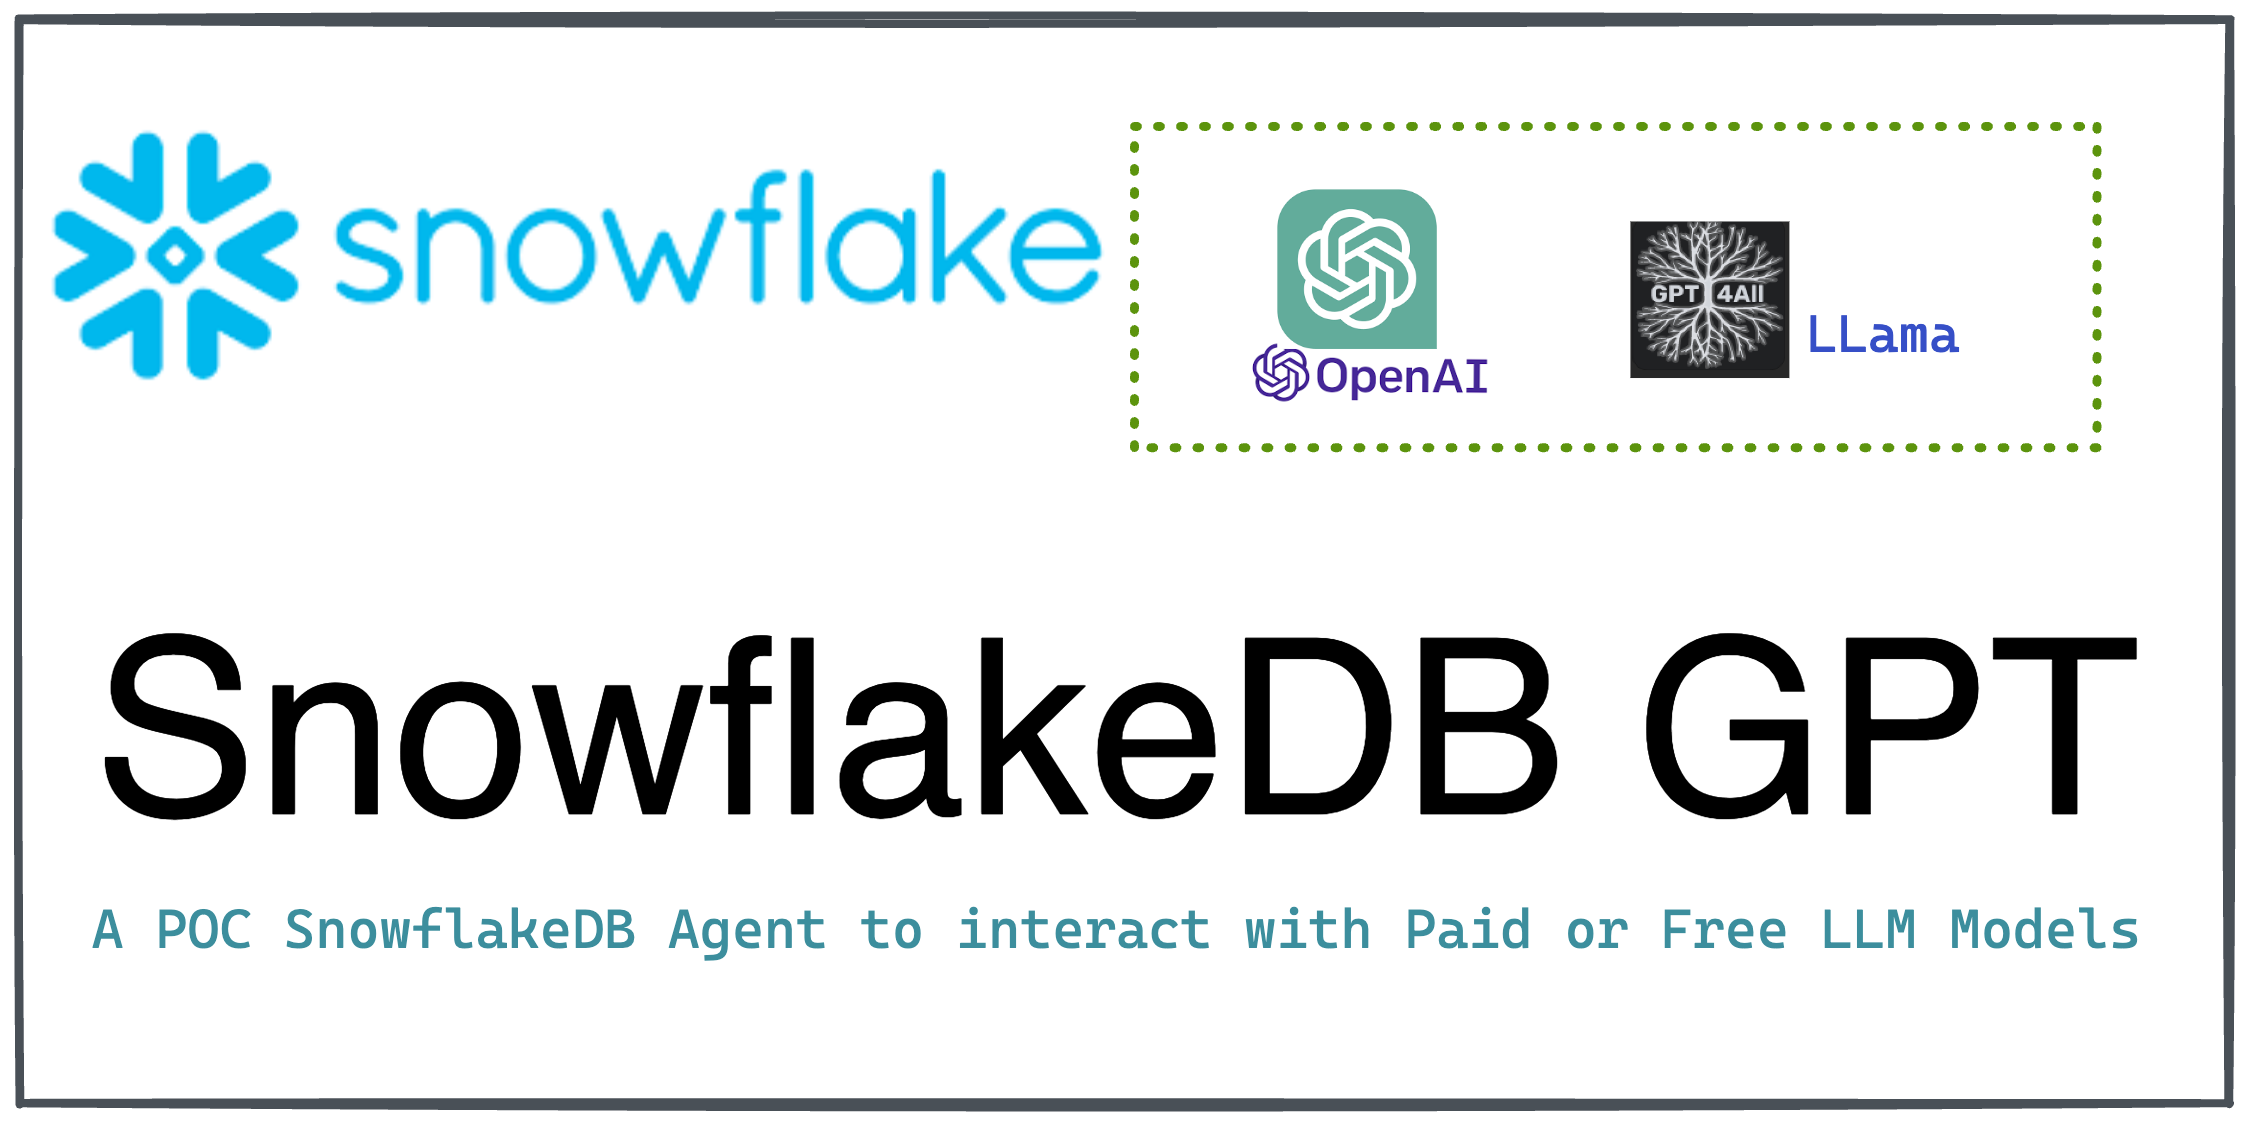 snowflake
GPT 4All
LLama
OpenAI
SnowflakeDB GPT
A POC SnowflakeDB Agent to interact with Paid or Free LLM Models